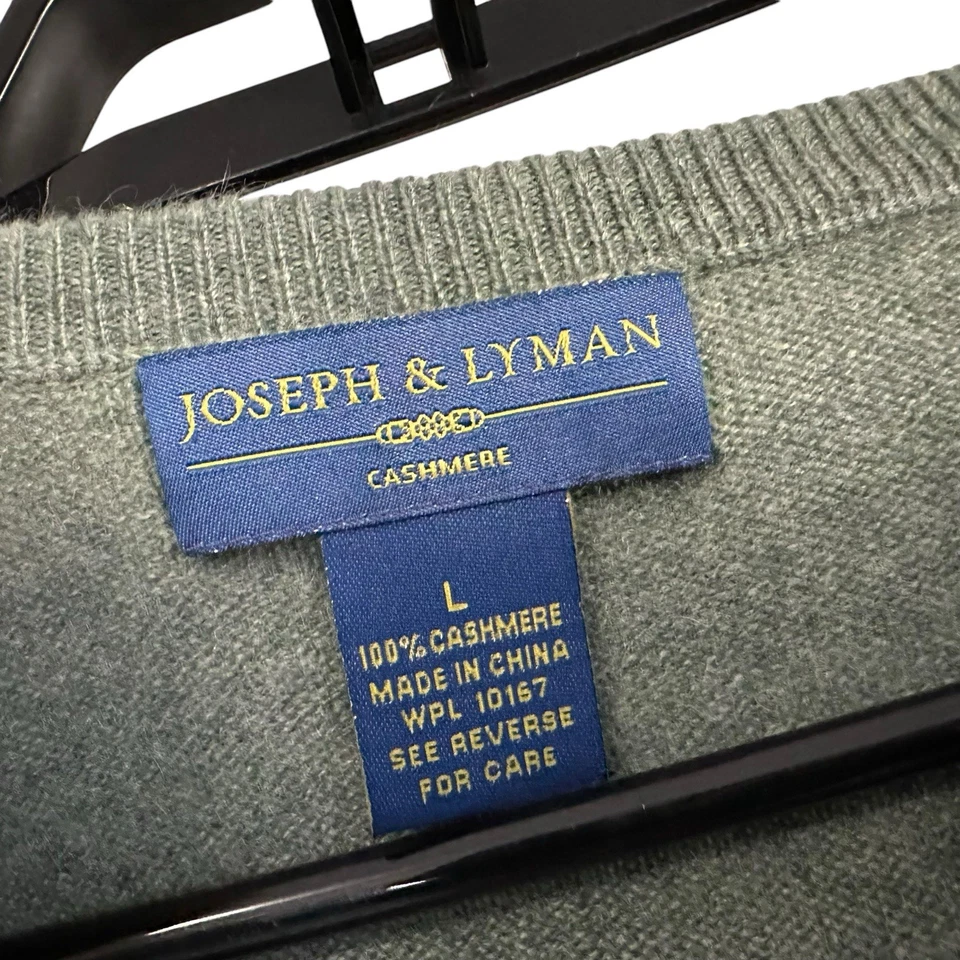 JOSEPH & LYMAN
CASHMERE
L
100% CASHMERE
MADE IN CHINA
WPL 10167
SEE REVERSE
FOR CARE